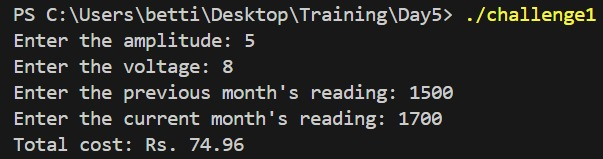 PS C:\Users\betti\Desktop\Training\Day5> ./challenge1
Enter the amplitude: 5
Enter the voltage: 8
Enter the previous month's reading: 1500
Enter the current month's reading: 1700
Total cost: Rs. 74.96